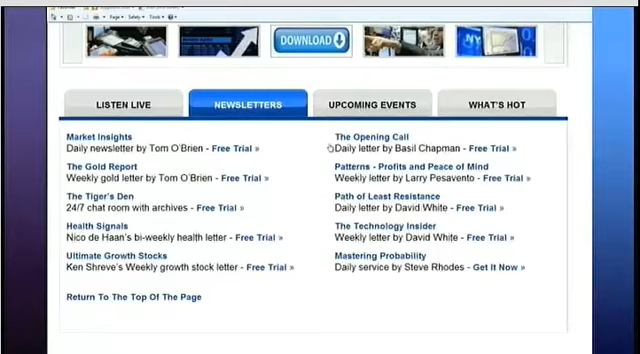 Page
Safety
Tools
DOWNLOAD
NY
LISTEN LIVE
NEWSLETTERS
UPCOMING EVENTS
WHAT'S HOT
Market Insights
Daily newsletter by Tom O'Brien - Free Trial »
The Gold Report
Weekly gold letter by Tom O'Brien - Free Trial »
The Tiger's Den
24/7 chat room with archives - Free Trial »
Health Signals
Nico de Haan's bi-weekly health letter - Free Trial »
Ultimate Growth Stocks
Ken Shreve's Weekly growth stock letter - Free Trial »
Return To The Top Of The Page
The Opening Call
Daily letter by Basil Chapman - Free Trial »
Patterns - Profits and Peace of Mind
Weekly letter by Larry Pesavento - Free Trial »
Path of Least Resistance
Daily letter by David White - Free Trial »
The Technology Insider
Weekly letter by David White - Free Trial »
Mastering Probability
Daily service by Steve Rhodes - Get It Now »